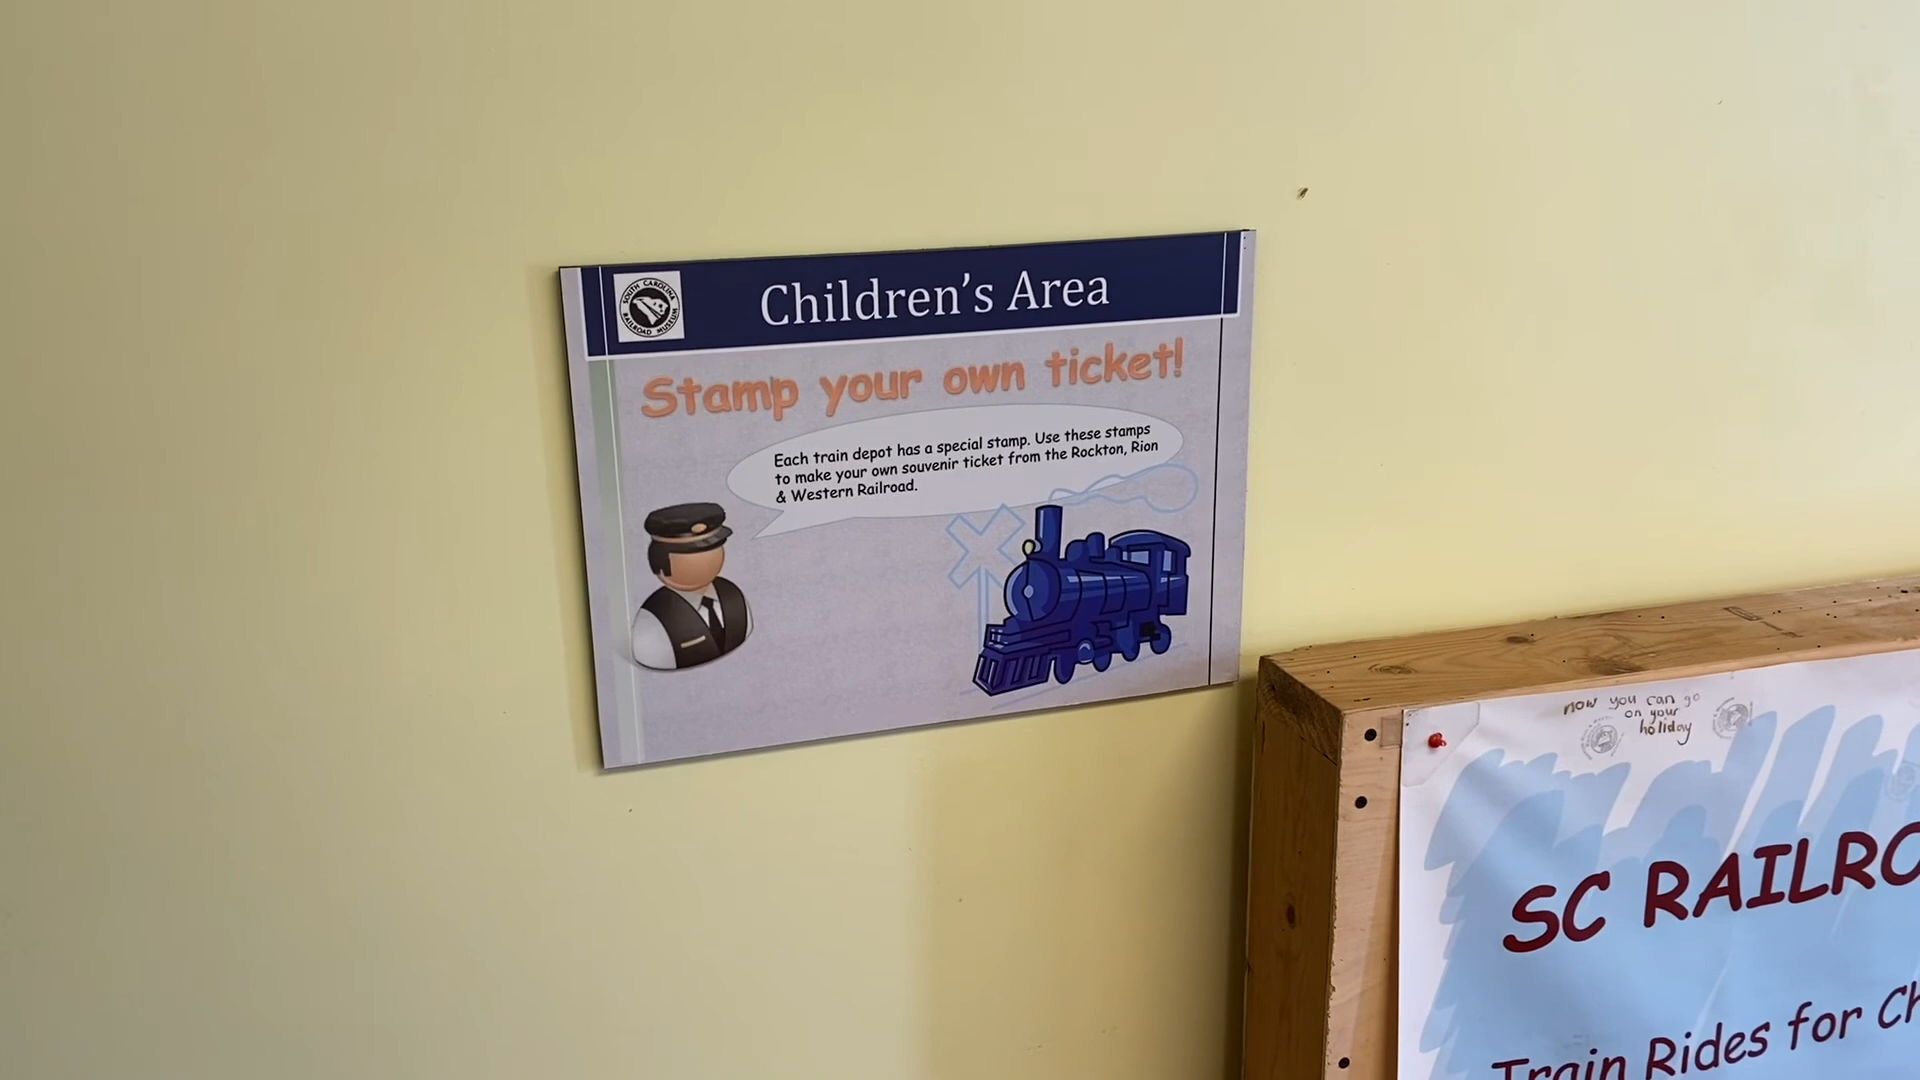 SOUTH CAROLINA
RAILROAD MUSEUM
Children's Area
Stamp your own ticket!
Each train depot has a special stamp. Use these stamps
to make your own souvenir ticket from the Rockton, Rion
& Western Railroad.
now you can go
on your
holiday
SC RAILRO
Train Rides for Ch